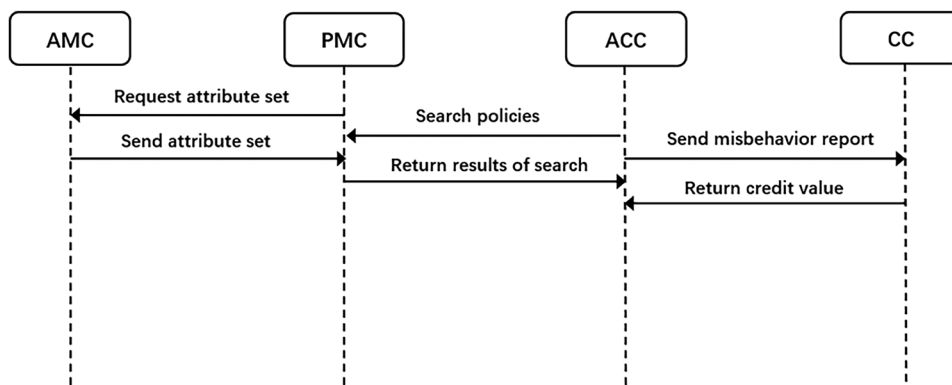 AMC
PMC
ACC
CC
Request attribute set
Search policies
Send attribute set
Send misbehavior report
Return results of search
Return credit value